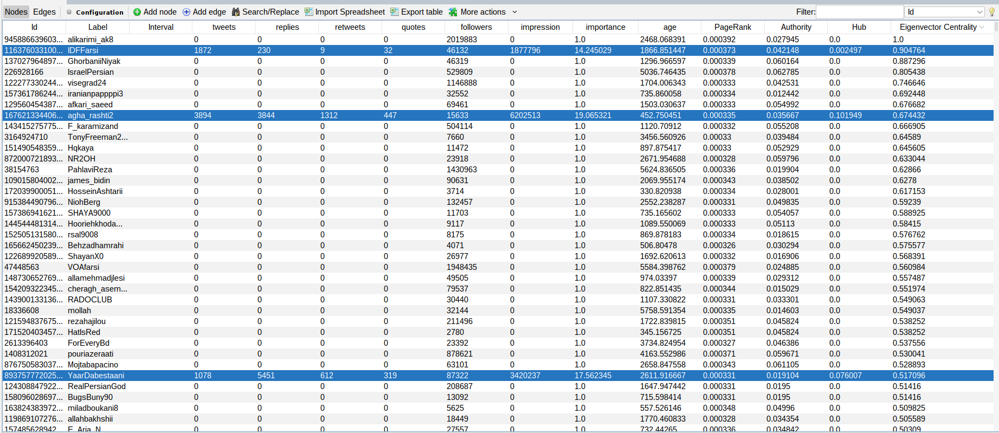 Nodes Edges Configuration Add node Add edge Search/Replace Import Spreadsheet Export table More actions Filter: Id
Id Label Interval tweets replies retweets quotes followers impression importance age PageRank Authority Hub Eigenvector Centrality
945886639603... alikarimi_ak8 0 0 0 0 2019883 0 1.0 2468.068391 0.000392 0.027945 0.0 1.0
116376033100... IDFFarsi 1872 230 9 32 46132 1877796 14.245029 1866.851447 0.000373 0.042148 0.002497 0.904764
137027964897... GhorbaniiNiyak 0 0 0 0 46319 0 1.0 1296.966597 0.000339 0.060164 0.0 0.887296
226928166 IsraelPersian 0 0 0 0 529809 0 1.0 5036.746435 0.000378 0.062785 0.0 0.805438
122277330244... visegrad24 0 0 0 0 1146888 0 1.0 1704.006343 0.000333 0.042531 0.0 0.746646
157361786244... iranianpappppi3 0 0 0 0 32552 0 1.0 735.860058 0.000334 0.012442 0.0 0.692448
129560454387... afkari_saeed 0 0 0 0 69461 0 1.0 1503.030637 0.000333 0.054992 0.0 0.676682
167621334406... agha_rashti2 3894 3844 1312 447 15633 6202513 19.065321 452.750451 0.000335 0.035667 0.101949 0.674432
143415275775... F_karamizand 0 0 0 0 504114 0 1.0 1120.70912 0.000332 0.055208 0.0 0.666905
3164924710 TonyFreeman2... 0 0 0 0 7660 0 1.0 3456.560926 0.00033 0.039484 0.0 0.64589
151490548359... Hqkaya 0 0 0 0 11472 0 1.0 897.875417 0.00033 0.052929 0.0 0.645605
872000721893... NR2OH 0 0 0 0 23918 0 1.0 2671.954688 0.000328 0.059796 0.0 0.633044
38154763 PahlaviReza 0 0 0 0 1430963 0 1.0 5624.836505 0.000336 0.019904 0.0 0.62866
109015804002... james_bidin 0 0 0 0 90631 0 1.0 2069.955174 0.000343 0.038502 0.0 0.6278
172039900051... HosseinAshtarii 0 0 0 0 3714 0 1.0 330.820938 0.000334 0.028001 0.0 0.617153
915384490796... NiohBerg 0 0 0 0 132457 0 1.0 2552.238287 0.000331 0.049835 0.0 0.59239
157386941621... SHAYA9000 0 0 0 0 11703 0 1.0 735.165602 0.000333 0.054057 0.0 0.588925
144544481314... Hooriehkhoda... 0 0 0 0 9117 0 1.0 1089.550069 0.000333 0.05113 0.0 0.58415
152505131580... rsal9008 0 0 0 0 8175 0 1.0 869.878183 0.000334 0.018615 0.0 0.576762
165662450239... Behzadhamrahi 0 0 0 0 4071 0 1.0 506.80478 0.000326 0.030294 0.0 0.575577
122689920589... ShayanX0 0 0 0 0 26977 0 1.0 1692.620613 0.000332 0.016906 0.0 0.568391
47448563 VOAfarsi 0 0 0 0 1948435 0 1.0 5584.398762 0.000379 0.024885 0.0 0.560984
148730652769... allamehmadjlesi 0 0 0 0 49505 0 1.0 974.03397 0.000339 0.029312 0.0 0.557487
154209322345... cheragh_asem... 0 0 0 0 79537 0 1.0 822.851435 0.000344 0.015029 0.0 0.551974
143900133136... RADOCLUB 0 0 0 0 30440 0 1.0 1107.330822 0.000331 0.033301 0.0 0.549063
18336608 mollah 0 0 0 0 32144 0 1.0 5758.591354 0.000335 0.014603 0.0 0.549037
121594837675... rezahajilou 0 0 0 0 211496 0 1.0 1722.839815 0.000351 0.045824 0.0 0.538252
171520403457... HatIsRed 0 0 0 0 2780 0 1.0 345.156725 0.000351 0.045824 0.0 0.538252
2613396403 ForEveryBd 0 0 0 0 23392 0 1.0 3734.824954 0.000327 0.046386 0.0 0.537556
1408312021 pouriazeraati 0 0 0 0 878621 0 1.0 4163.552986 0.000371 0.059671 0.0 0.530041
876750583037... Mojtabapacino 0 0 0 0 63101 0 1.0 2658.847558 0.000343 0.061105 0.0 0.528893
893757772025... YaarDabestaani 1078 5451 612 319 87322 3420237 17.562345 2611.916667 0.000331 0.019104 0.076007 0.517096
124308847922... RealPersianGod 0 0 0 0 208687 0 1.0 1647.947442 0.000331 0.0195 0.0 0.51416
158096028697... BugsBuny90 0 0 0 0 13092 0 1.0 715.598414 0.000331 0.0195 0.0 0.51416
163824383972... miladboukani8 0 0 0 0 5625 0 1.0 557.526146 0.000348 0.04996 0.0 0.509825
119869107276... allahbakhshii 0 0 0 0 18449 0 1.0 1770.460833 0.000328 0.034354 0.0 0.505589
157485628942... E_Aria_N 0 0 0 0 27557 0 1.0 732.44265 0.000336 0.034842 0.0 0.50309